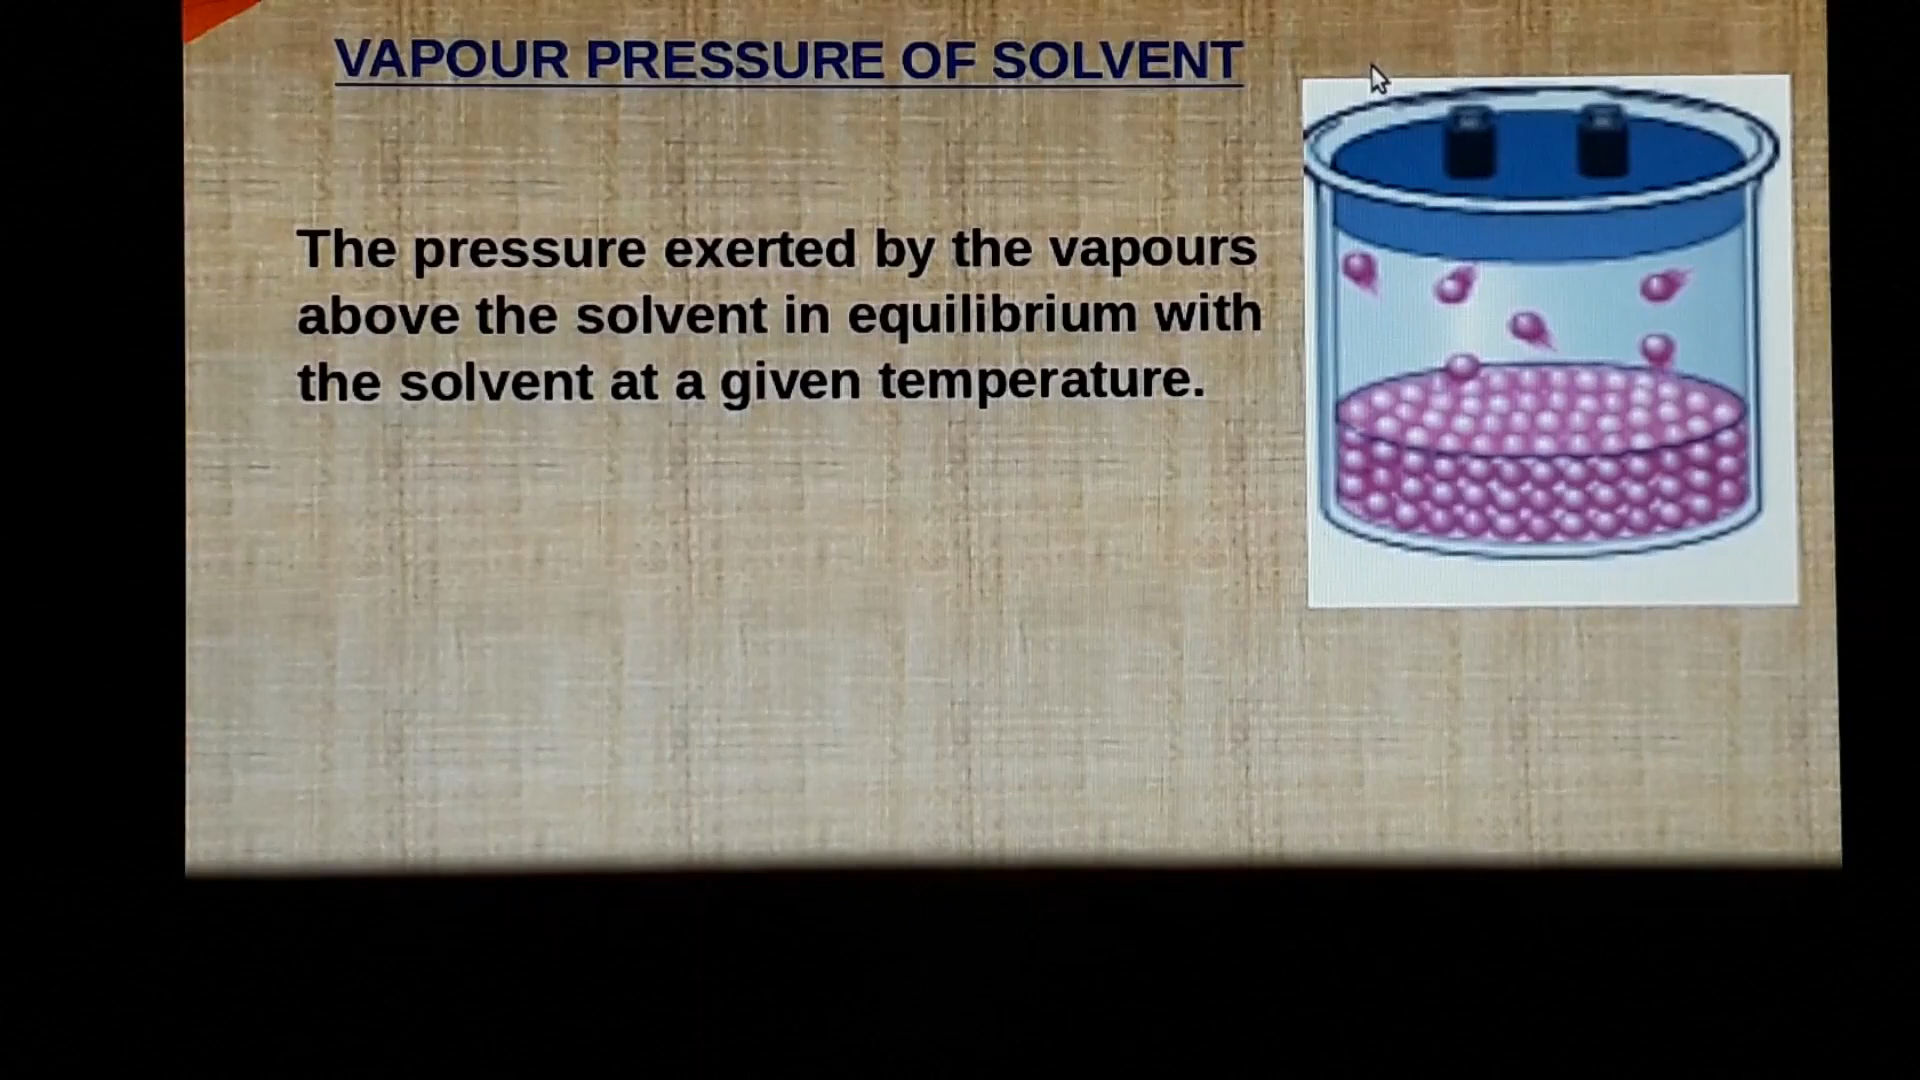 VAPOUR PRESSURE OF SOLVENT
The pressure exerted by the vapours
above the solvent in equilibrium with
the solvent at a given temperature.